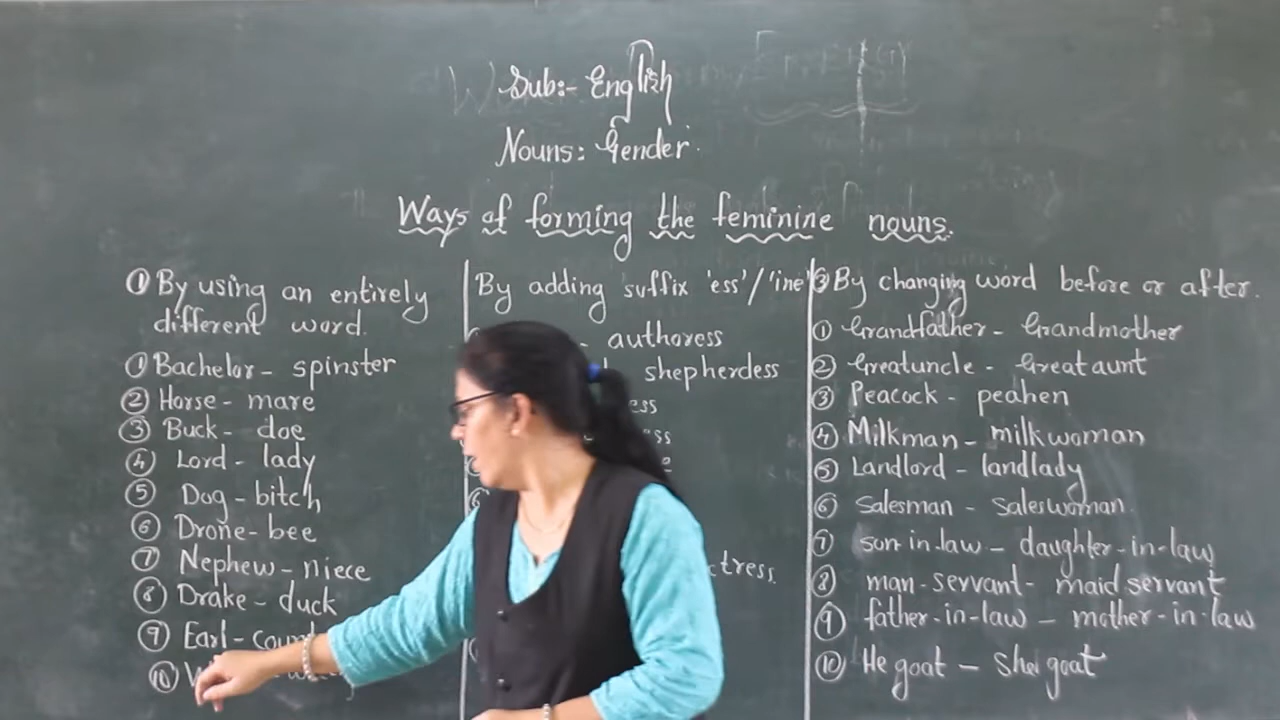 Sub:- English
Nouns: Gender.
Ways of forming the feminine nouns.
① By using an entirely
different word.
① Bachelor - spinster
② Horse - mare
③ Buck - doe
④ Lord - lady
⑤ Dog - bitch
⑥ Drone - bee
⑦ Nephew - niece
⑧ Drake - duck
⑨ Earl -
⑩
By adding suffix 'ess'/'ine'
- authoress
shepherdess
③ By changing word before or after.
① Grandfather - Grandmother
② Greatuncle - Great aunt
③ Peacock - peahen
④ Milkman - milkwoman
⑤ Landlord - landlady
⑥ Salesman - saleswoman.
⑦ son-in-law - daughter-in-law
⑧ man-servant - maid servant
⑨ father-in-law - mother-in-law
⑩ He goat - She goat